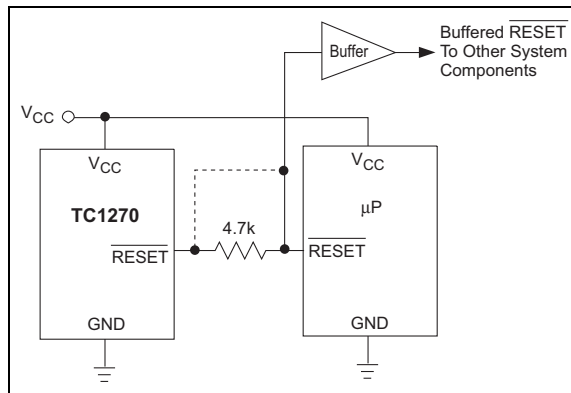 Buffer
Buffered RESET
To Other System
Components
VCC
VCC
TC1270
RESET
GND
4.7k
VCC
µP
RESET
GND